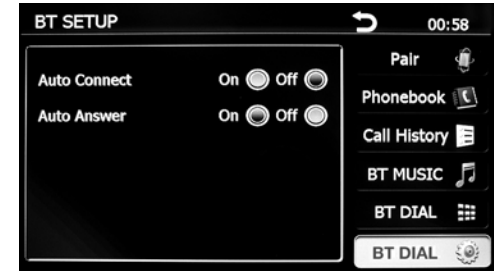 BT SETUP 00:58
Auto Connect On Off
Auto Answer On Off
Pair
Phonebook
Call History
BT MUSIC
BT DIAL
BT DIAL